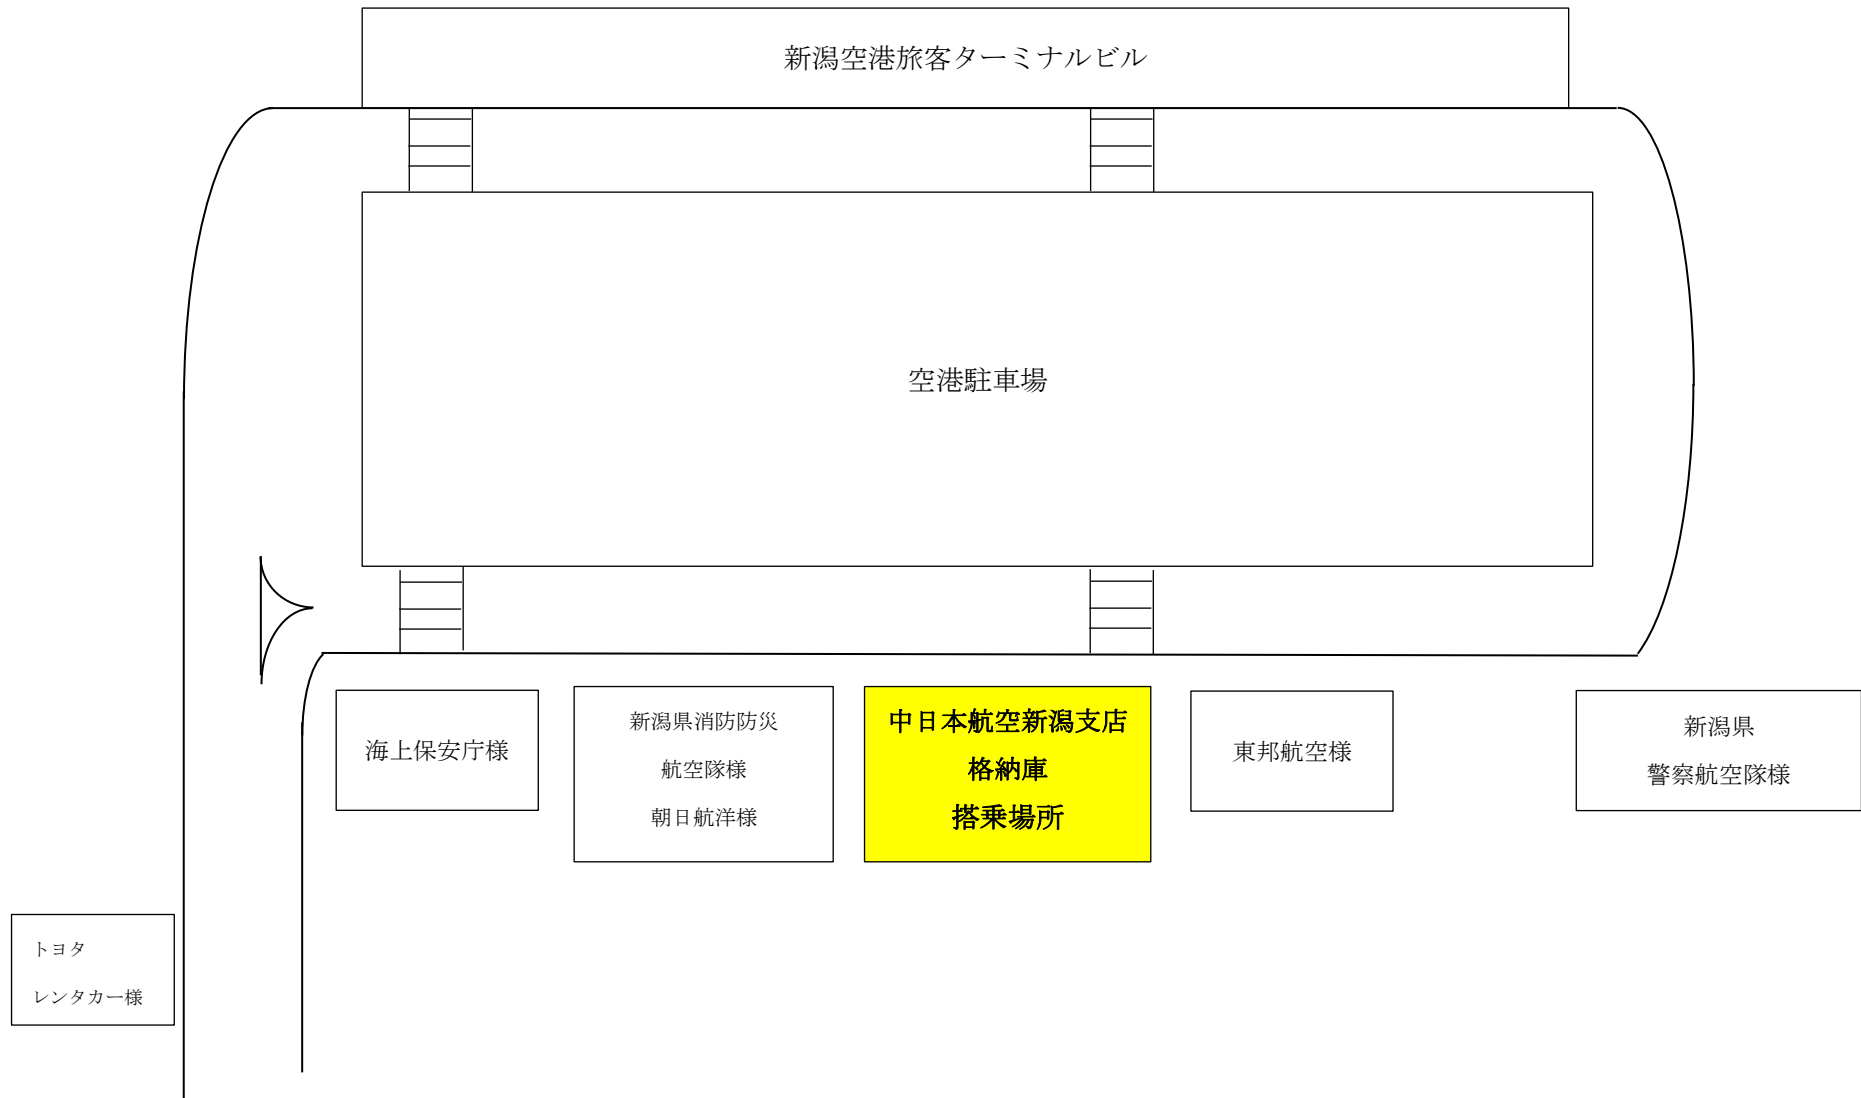 新潟空港旅客ターミナルビル
空港駐車場
海上保安庁様
新潟県消防防災
航空隊様
朝日航洋様
中日本航空新潟支店
格納庫
搭乗場所
東邦航空様
新潟県
警察航空隊様
トヨタ
レンタカー様